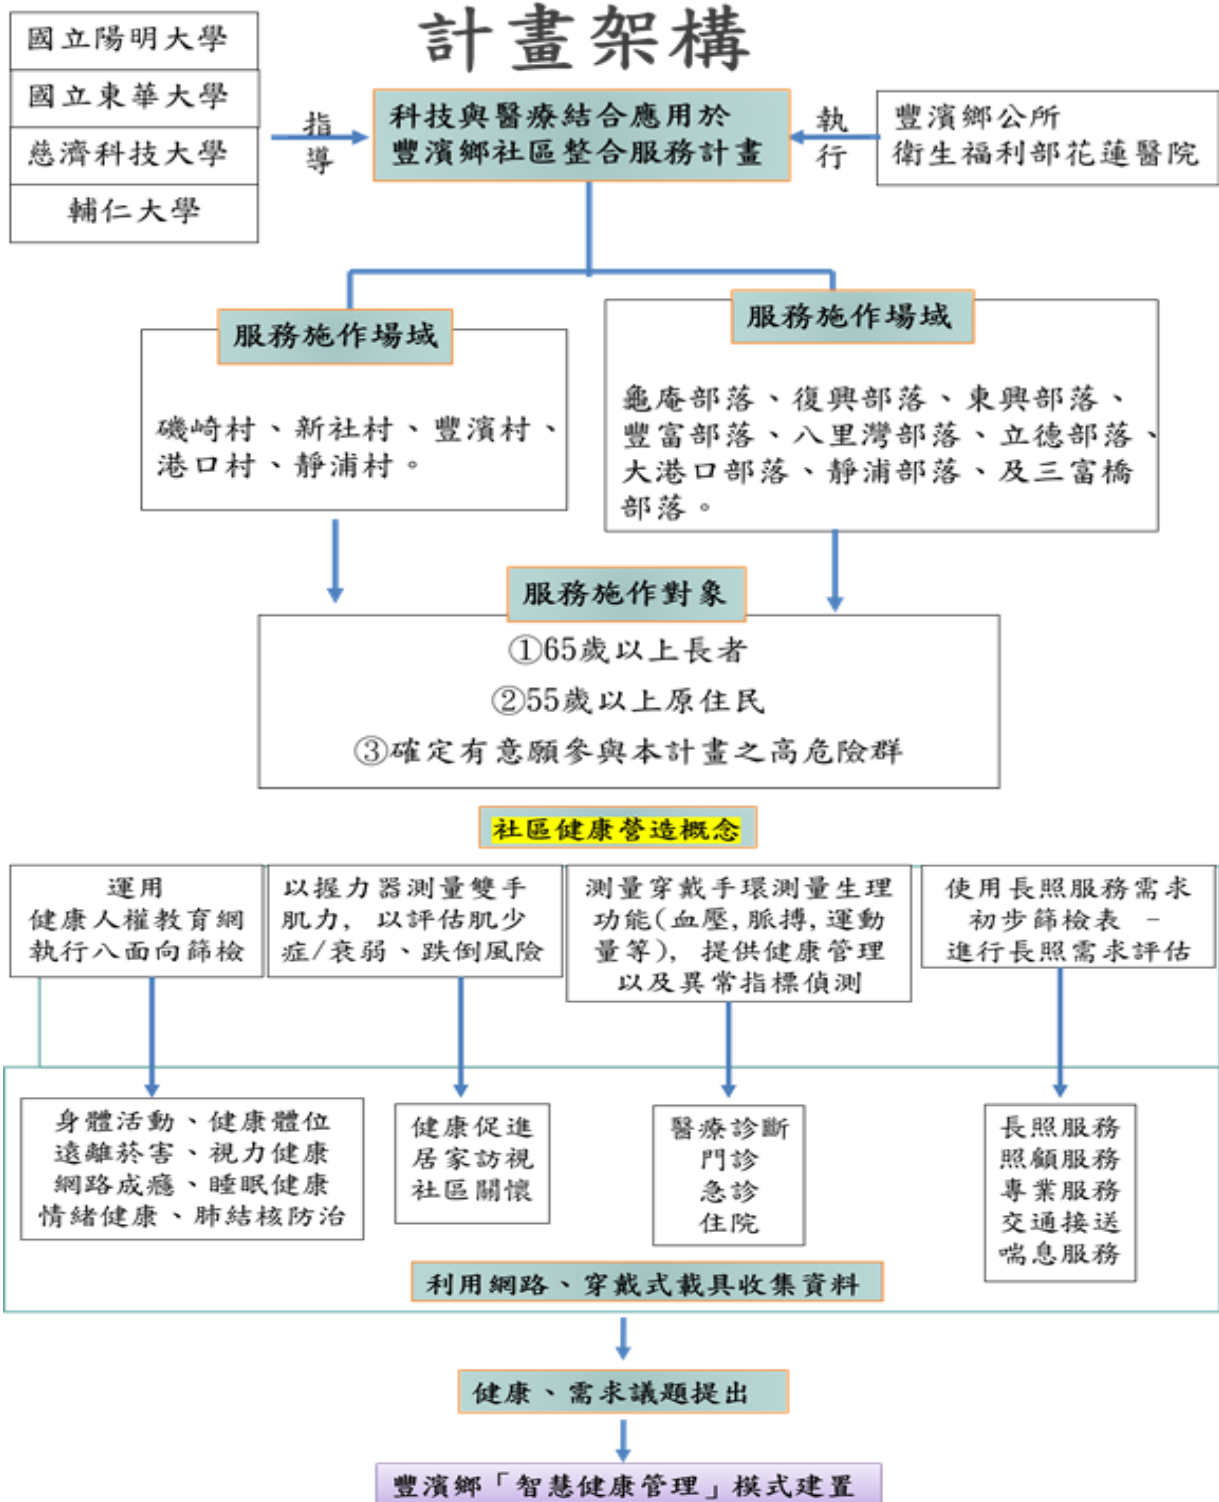 計畫架構
國立陽明大學
國立東華大學
慈濟科技大學
輔仁大學
指
導
科技與醫療結合應用於
豐濱鄉社區整合服務計畫
執
行
豐濱鄉公所
衛生福利部花蓮醫院
服務施作場域
磯崎村、新社村、豐濱村、
港口村、靜浦村。
服務施作場域
龜庵部落、復興部落、東興部落、
豐富部落、八里灣部落、立德部落、
大港口部落、靜浦部落、及三富橋
部落。
服務施作對象
①65歲以上長者
②55歲以上原住民
③確定有意願參與本計畫之高危險群
社區健康營造概念
運用
健康人權教育網
執行八面向篩檢
以握力器測量雙手
肌力, 以評估肌少
症/衰弱、跌倒風險
測量穿戴手環測量生理
功能(血壓,脈搏,運動
量等), 提供健康管理
以及異常指標偵測
使用長照服務需求
初步篩檢表 -
進行長照需求評估
身體活動、健康體位
遠離菸害、視力健康
網路成癮、睡眠健康
情緒健康、肺結核防治
健康促進
居家訪視
社區關懷
醫療診斷
門診
急診
住院
長照服務
照顧服務
專業服務
交通接送
喘息服務
利用網路、穿戴式載具收集資料
健康、需求議題提出
豐濱鄉「智慧健康管理」模式建置